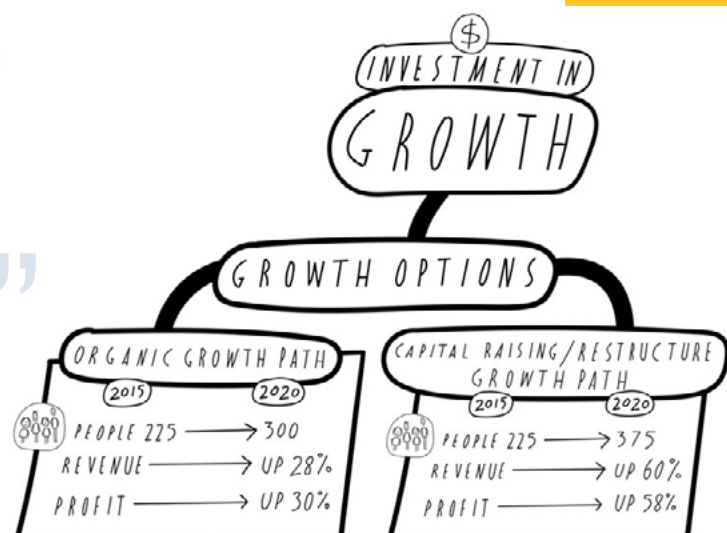 $
INVESTMENT IN
GROWTH
”
GROWTH OPTIONS
ORGANIC GROWTH PATH
2015 2020
PEOPLE 225 → 300
REVENUE → UP 28%
PROFIT → UP 30%
CAPITAL RAISING/RESTRUCTURE
GROWTH PATH
2015 2020
PEOPLE 225 → 375
REVENUE → UP 60%
PROFIT → UP 58%